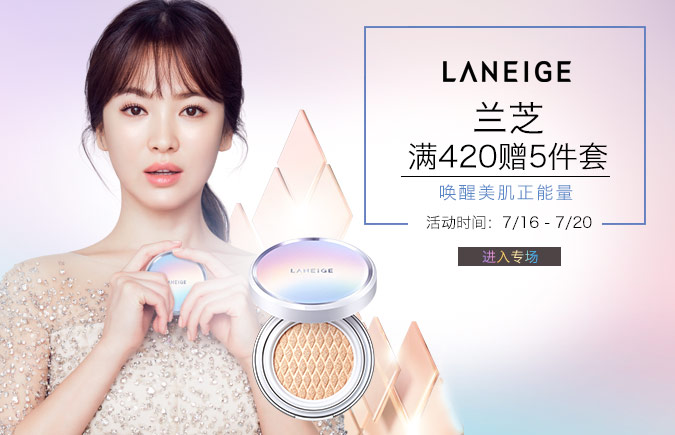 LANEIGE
兰芝
满420赠5件套
唤醒美肌正能量
活动时间：7/16 - 7/20
进入专场
LANEIGE